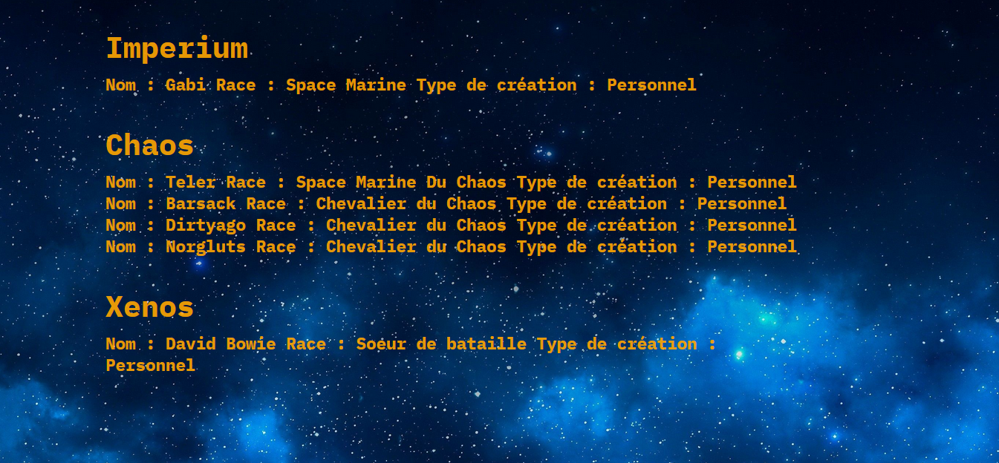 Imperium
Nom : Gabi Race : Space Marine Type de création : Personnel
Chaos
Nom : Teler Race : Space Marine Du Chaos Type de création : Personnel
Nom : Barsack Race : Chevalier du Chaos Type de création : Personnel
Nom : Dirtyago Race : Chevalier du Chaos Type de création : Personnel
Nom : Norgluts Race : Chevalier du Chaos Type de création : Personnel
Xenos
Nom : David Bowie Race : Soeur de bataille Type de création :
Personnel